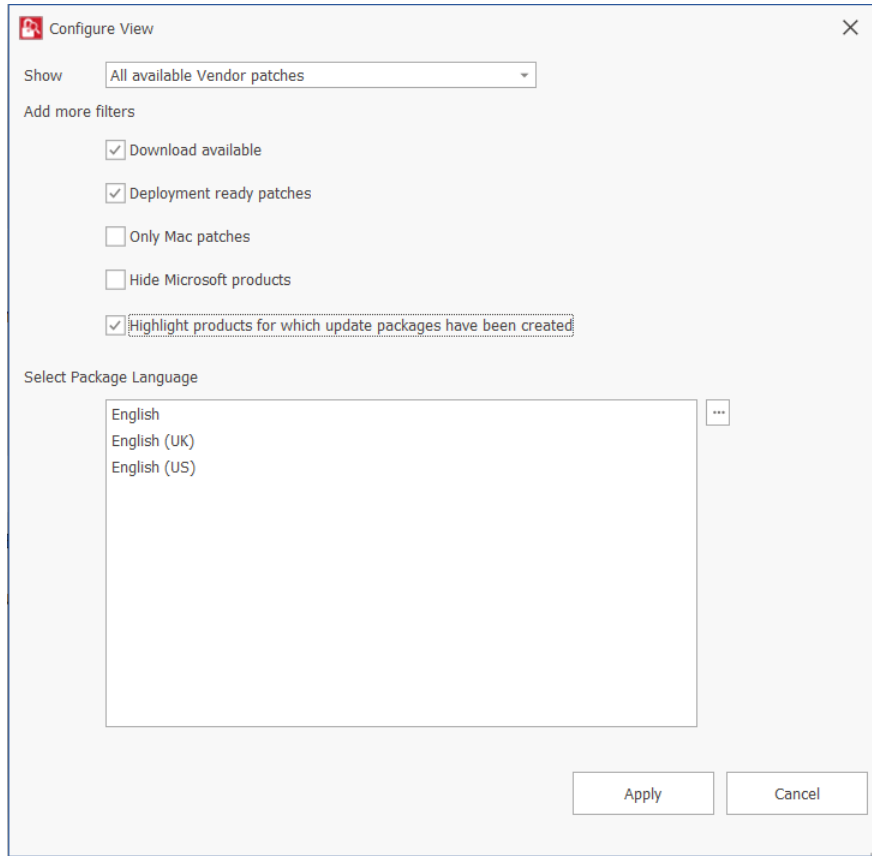 Configure View
Show All available Vendor patches
Add more filters
Download available
Deployment ready patches
Only Mac patches
Hide Microsoft products
Highlight products for which update packages have been created
Select Package Language
English
...
English (UK)
English (US)
Apply Cancel